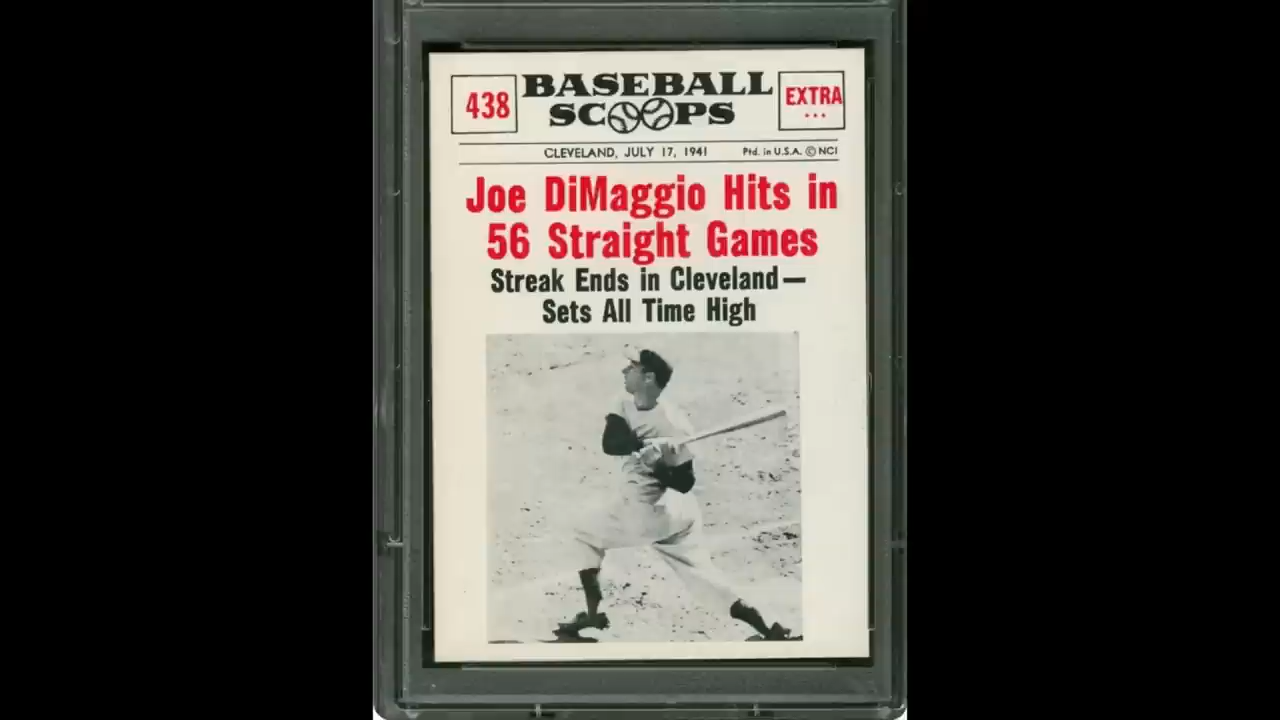 438
BASEBALL
SCOOPS
EXTRA
CLEVELAND, JULY 17, 1941
Ptd. in U.S.A. © NCI
Joe DiMaggio Hits in
56 Straight Games
Streak Ends in Cleveland—
Sets All Time High